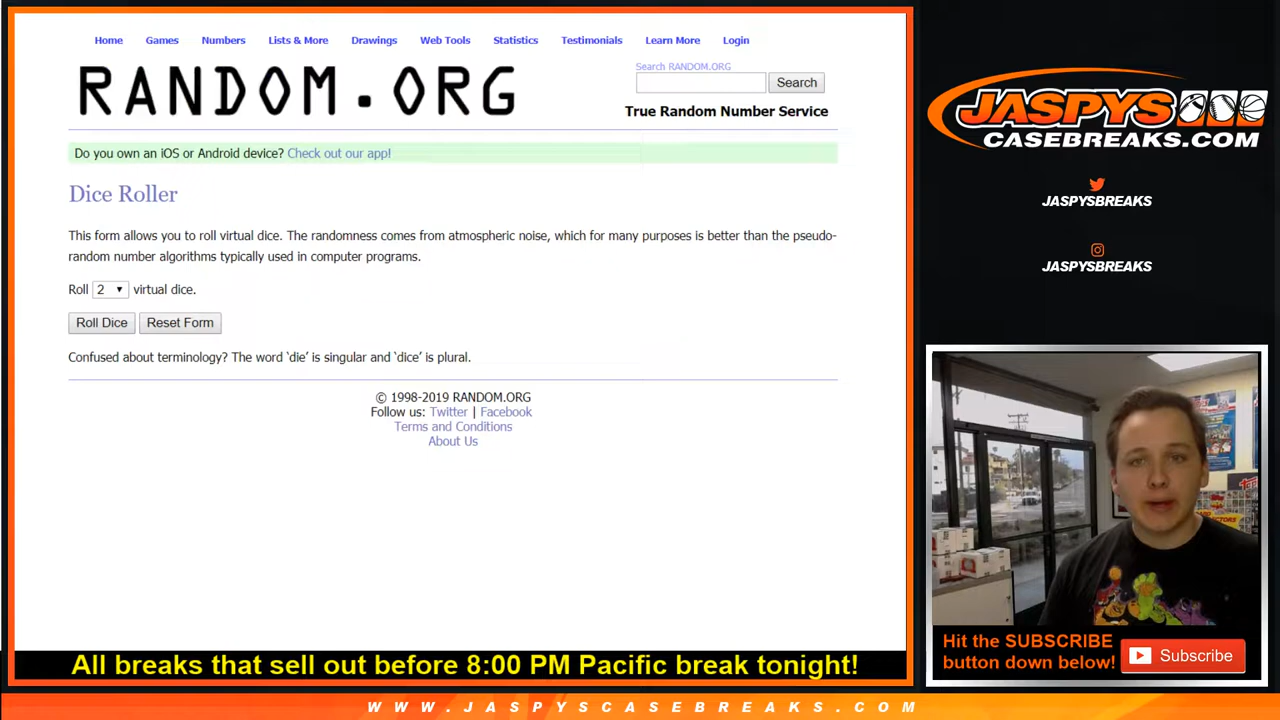 Home Games Numbers Lists & More Drawings Web Tools Statistics Testimonials Learn More Login
RANDOM.ORG
Search RANDOM.ORG
Search
True Random Number Service
Do you own an iOS or Android device? Check out our app!
Dice Roller
This form allows you to roll virtual dice. The randomness comes from atmospheric noise, which for many purposes is better than the pseudo-
random number algorithms typically used in computer programs.
Roll 2 virtual dice.
Roll Dice Reset Form
Confused about terminology? The word ‘die’ is singular and ‘dice’ is plural.
© 1998-2019 RANDOM.ORG
Follow us: Twitter | Facebook
Terms and Conditions
About Us
JASPYS
CASEBREAKS.COM
JASPYSBREAKS
JASPYSBREAKS
Hit the SUBSCRIBE
button down below!
Subscribe
All breaks that sell out before 8:00 PM Pacific break tonight!
WWW.JASPYSCASEBREAKS.COM